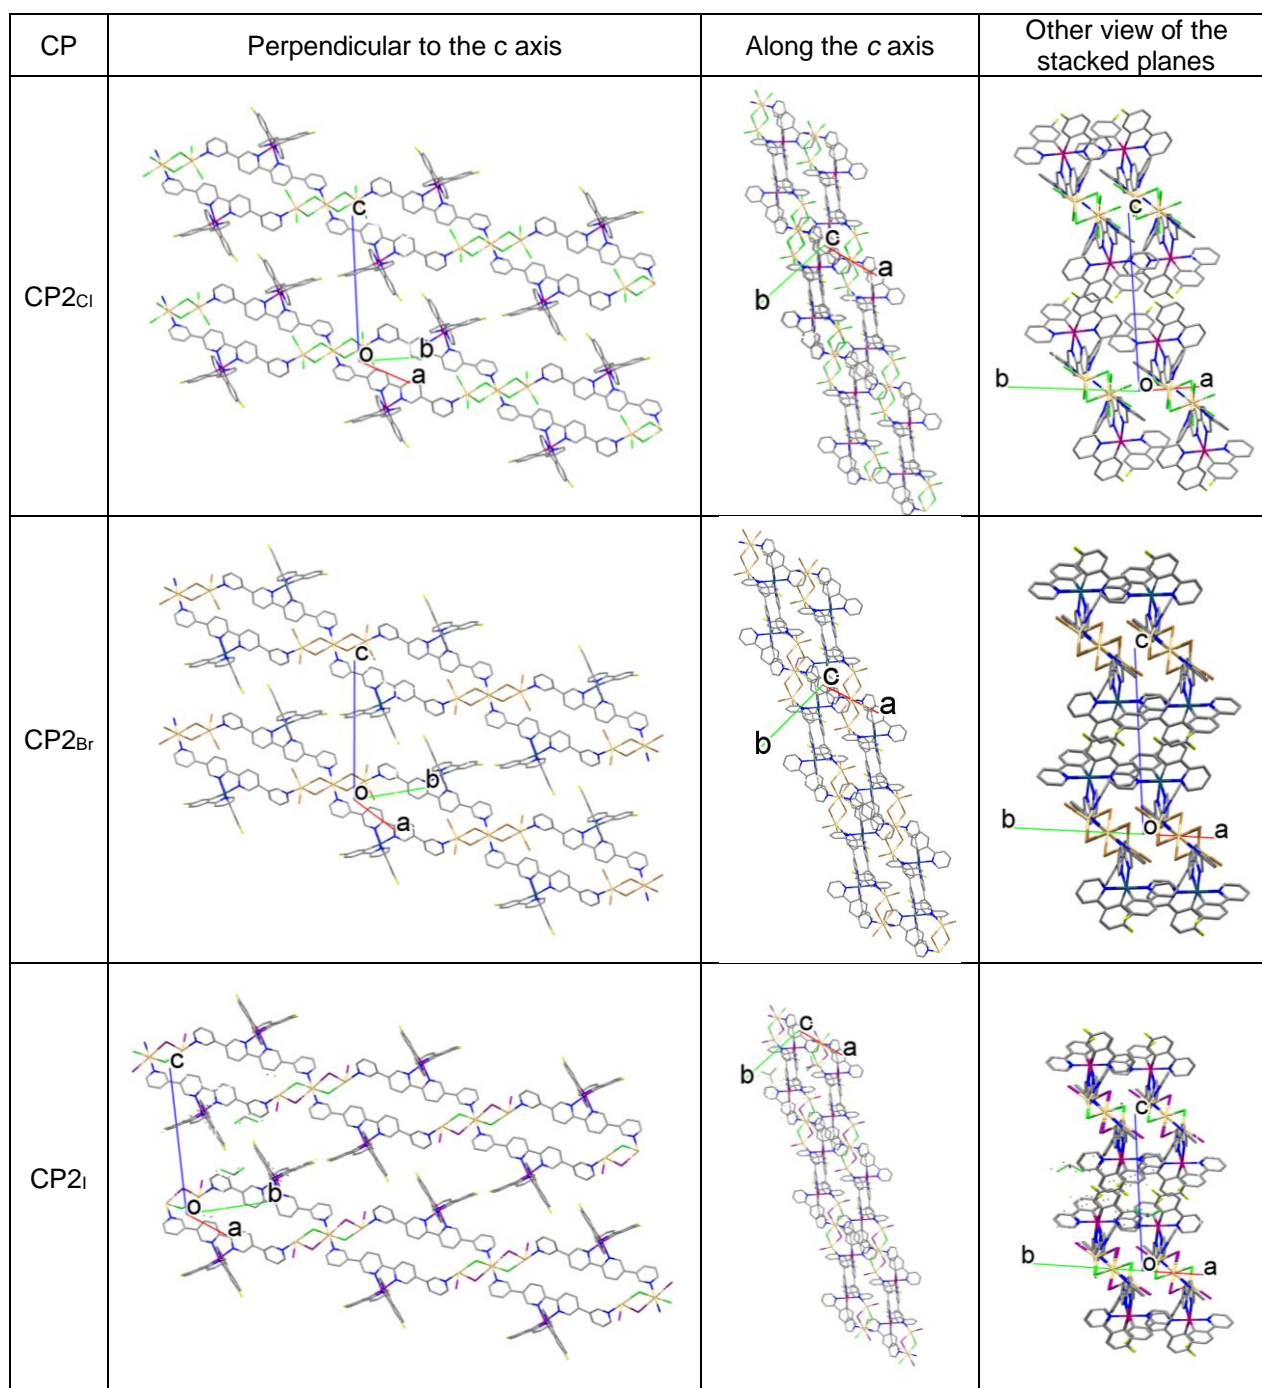 CP
Perpendicular to the c axis
Along the c axis
Other view of the
stacked planes
CP2Cl
c
o
b
a
c
a
b
c
b
o
a
CP2Br
c
o
b
a
c
a
b
c
b
o
a
CP2I
c
o
b
a
c
a
b
c
b
o
a